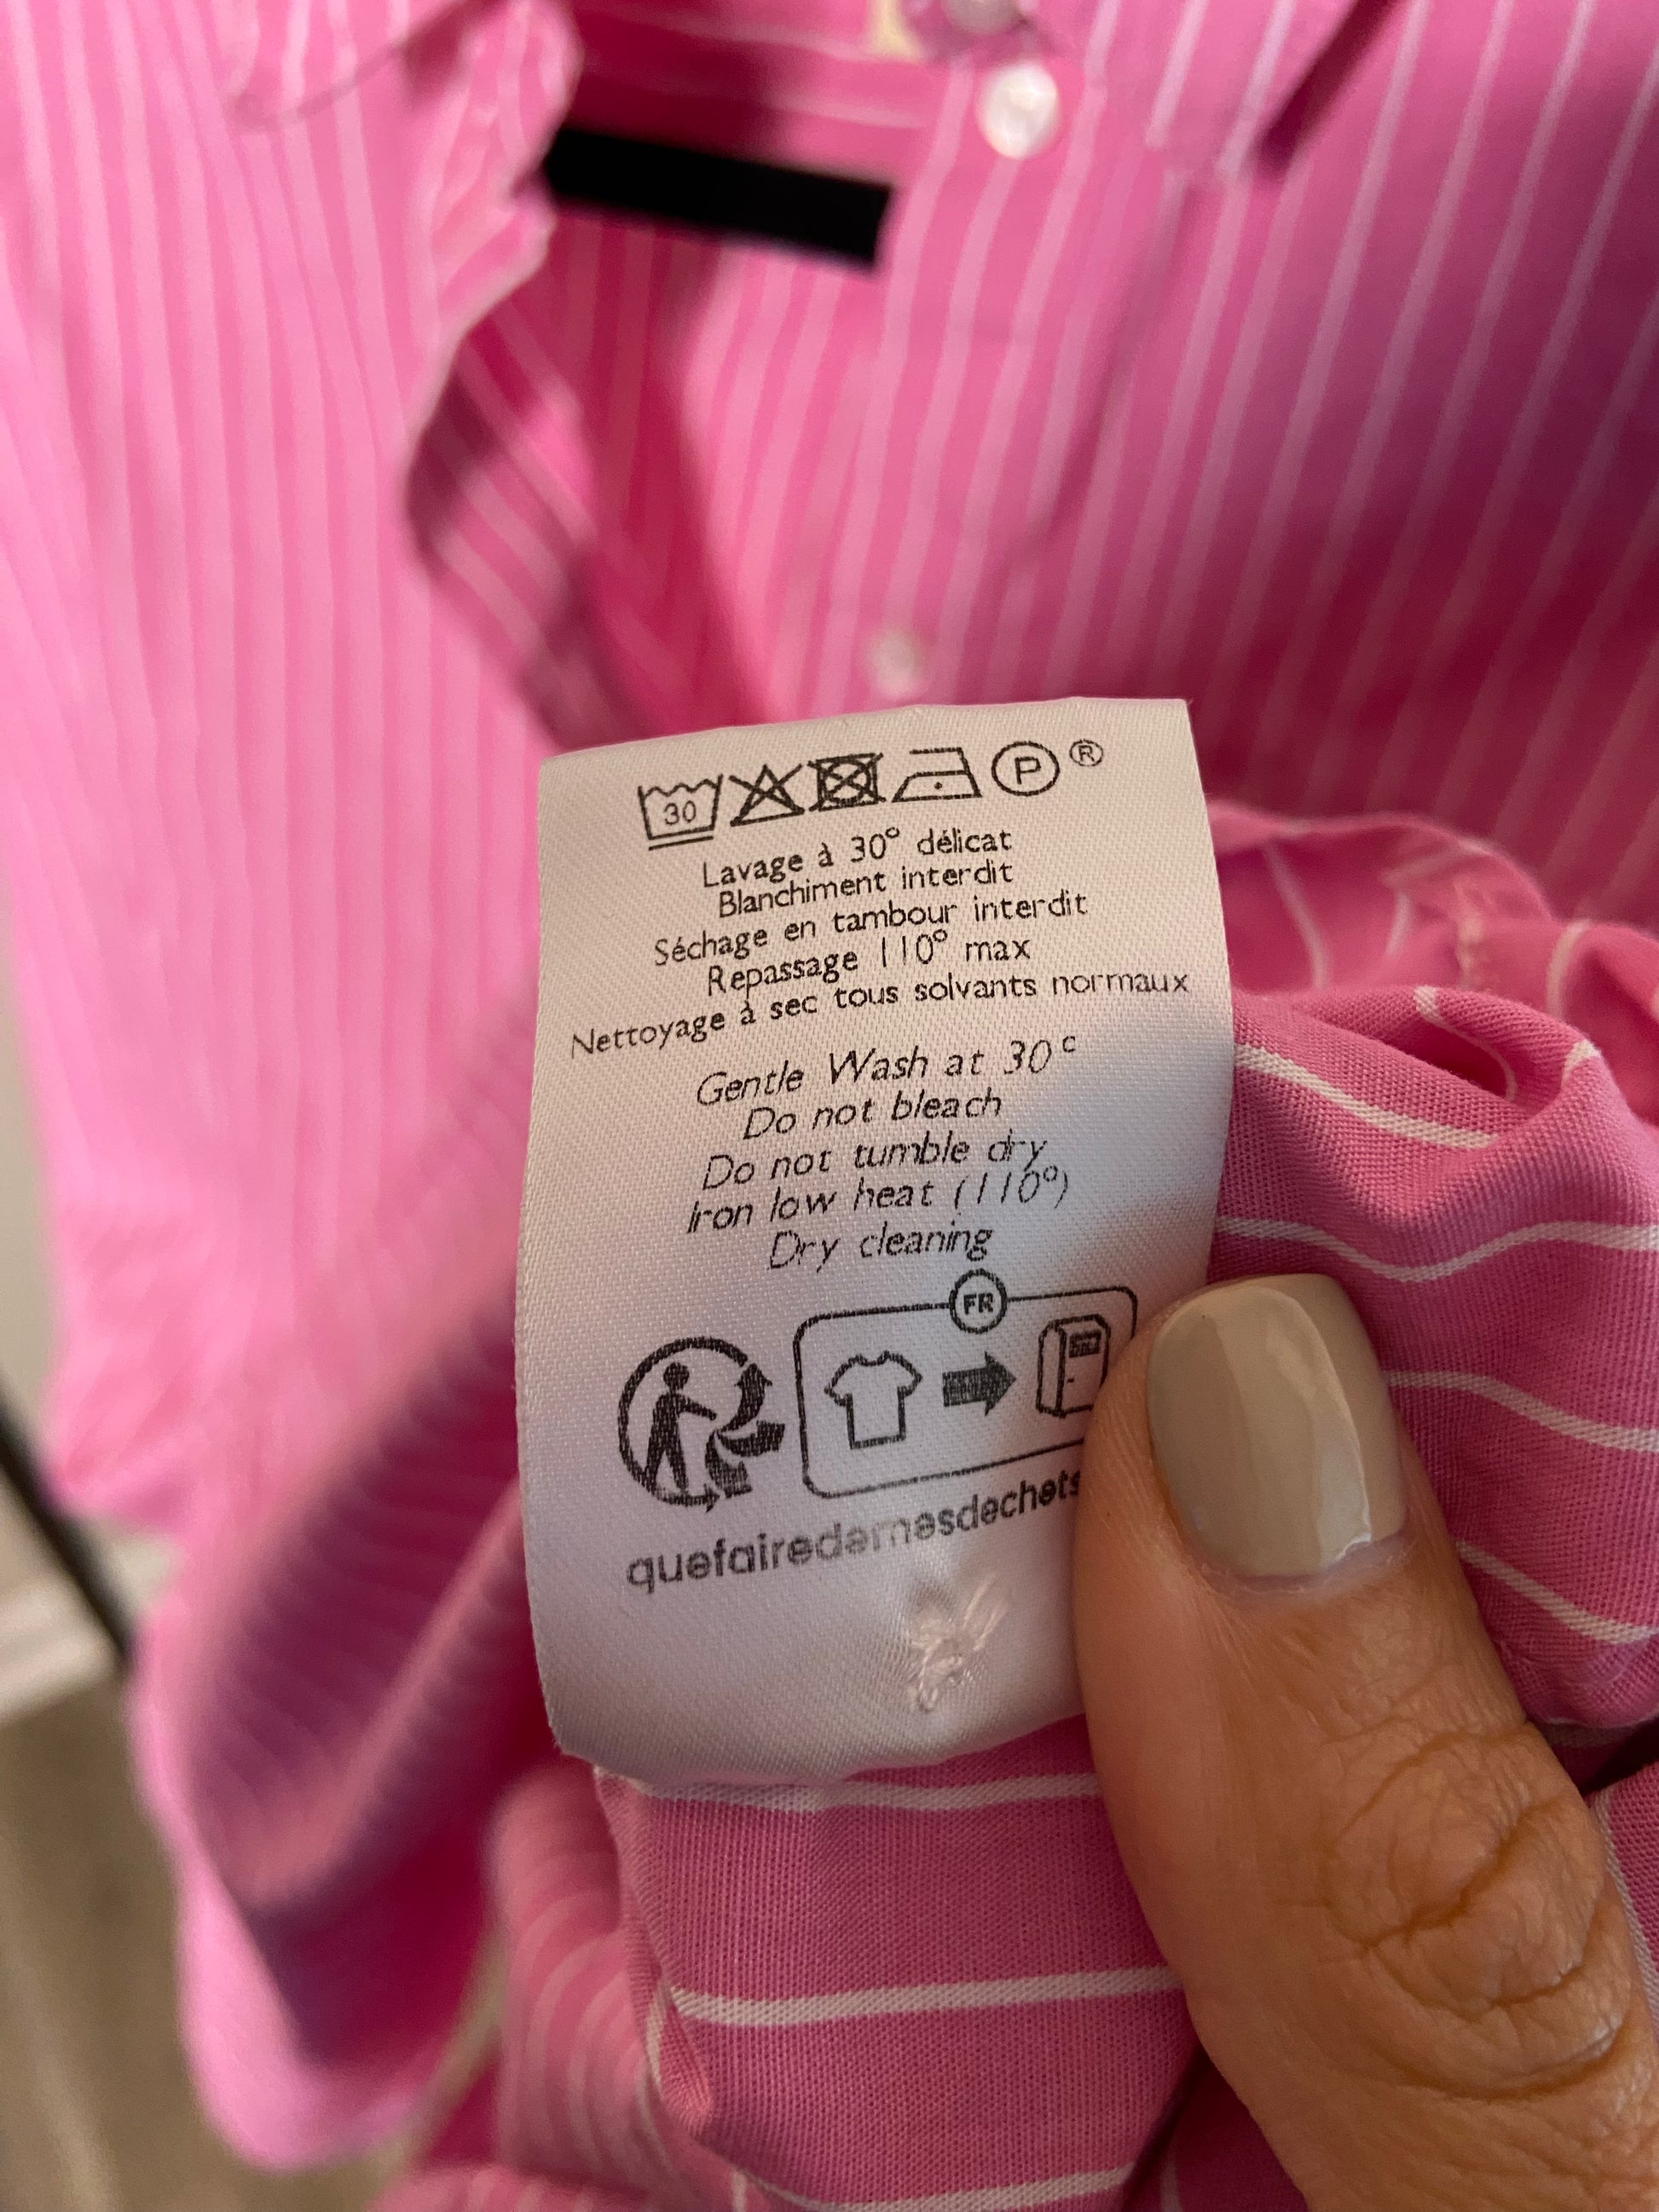 30 P ®
Lavage à 30° délicat
Blanchiment interdit
Séchage en tambour interdit
Repassage 110° max
Nettoyage à sec tous solvants normaux
Gentle Wash at 30°
Do not bleach
Do not tumble dry
Iron low heat (110°)
Dry cleaning
FR
quefairedemesdechets